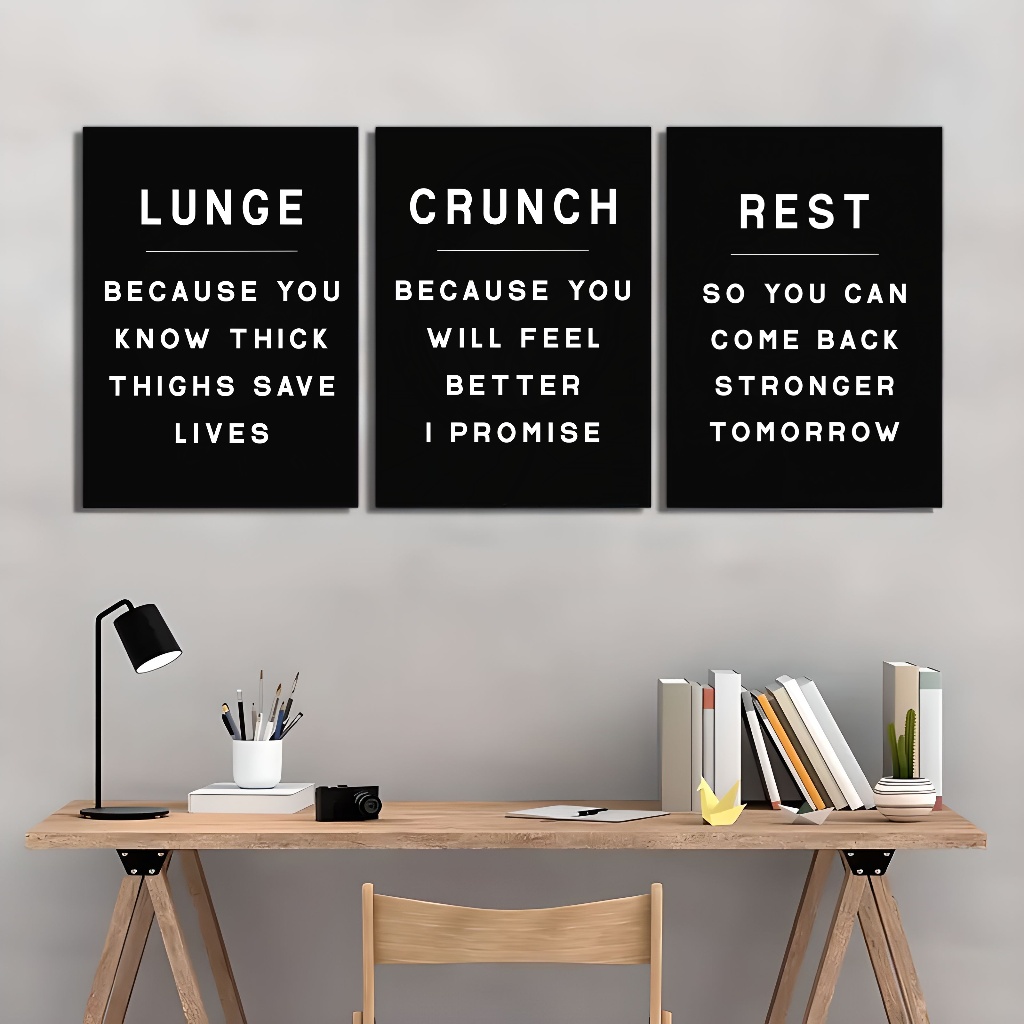 LUNGE
BECAUSE YOU
KNOW THICK
THIGHS SAVE
LIVES
CRUNCH
BECAUSE YOU
WILL FEEL
BETTER
I PROMISE
REST
SO YOU CAN
COME BACK
STRONGER
TOMORROW